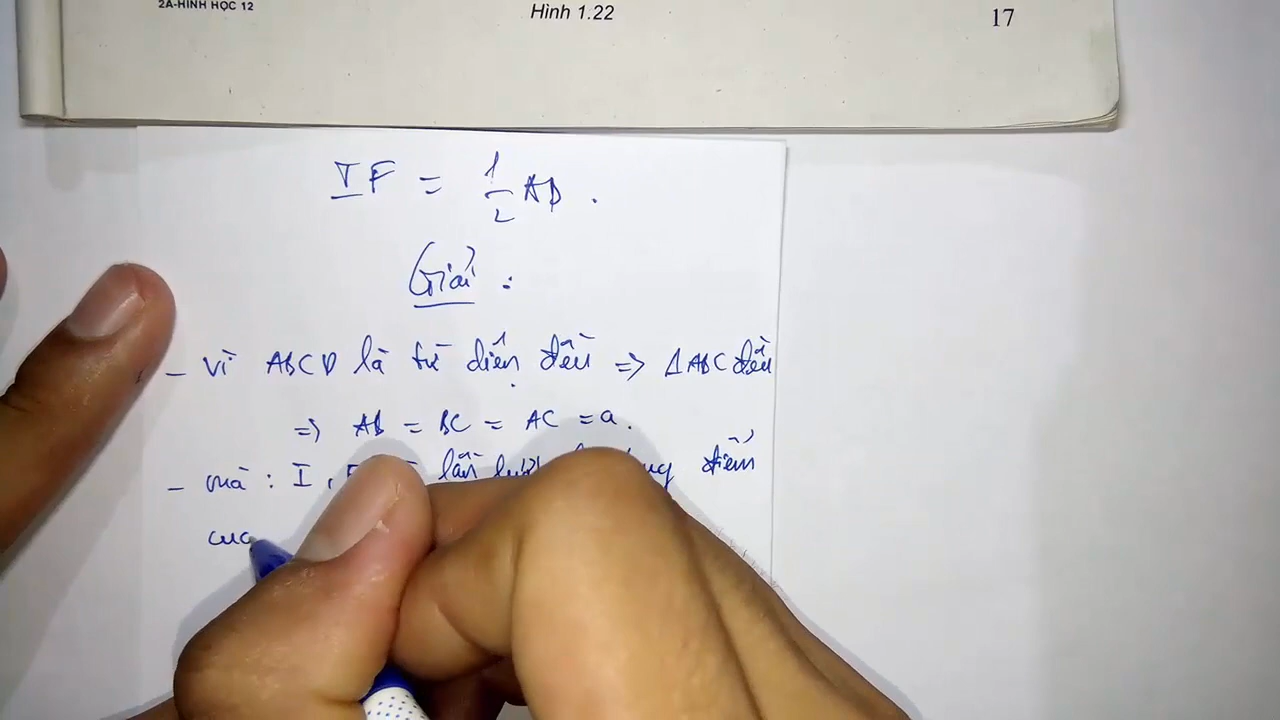 2A-HÌNH HỌC 12
Hình 1.22
17
IF = 1/2 AD.
Giải :
- Vì ABCD là tứ diện đều => ΔABC đều
=> AB = BC = AC = a.
- mà : I, lần lượt điểm
của